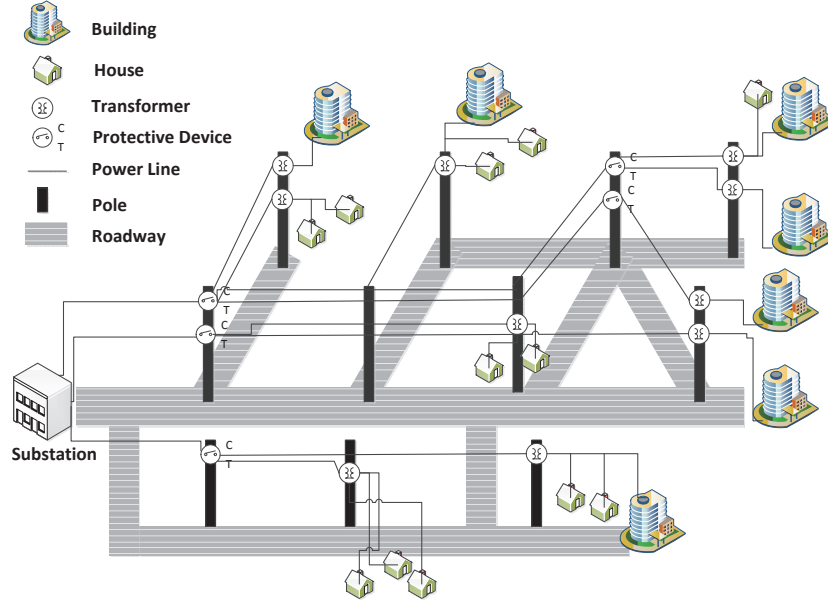 Building
House
Transformer
C
Protective Device
T
Power Line
Pole
Roadway
C
T
C
T
C
T
C
T
Substation
C
T